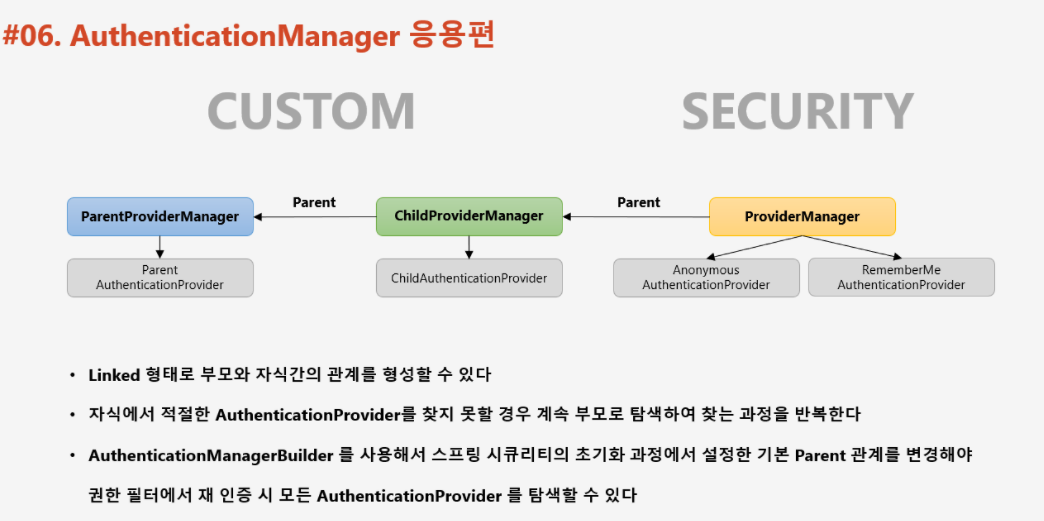 #06. AuthenticationManager 응용편
CUSTOM
SECURITY
ParentProviderManager
Parent
ChildProviderManager
Parent
ProviderManager
Parent
AuthenticationProvider
ChildAuthenticationProvider
Anonymous
AuthenticationProvider
RememberMe
AuthenticationProvider
• Linked 형태로 부모와 자식간의 관계를 형성할 수 있다
• 자식에서 적절한 AuthenticationProvider를 찾지 못할 경우 계속 부모로 탐색하여 찾는 과정을 반복한다
• AuthenticationManagerBuilder 를 사용해서 스프링 시큐리티의 초기화 과정에서 설정한 기본 Parent 관계를 변경해야
권한 필터에서 재 인증 시 모든 AuthenticationProvider 를 탐색할 수 있다